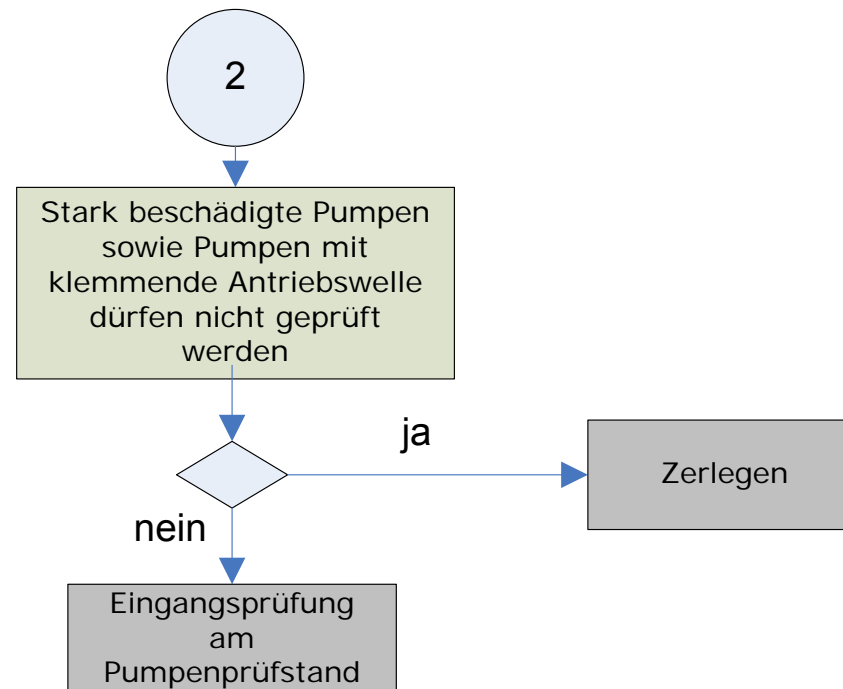 2
Stark beschädigte Pumpen
sowie Pumpen mit
klemmende Antriebswelle
dürfen nicht geprüft
werden
ja
Zerlegen
nein
Eingangsprüfung
am
Pumpenprüfstand